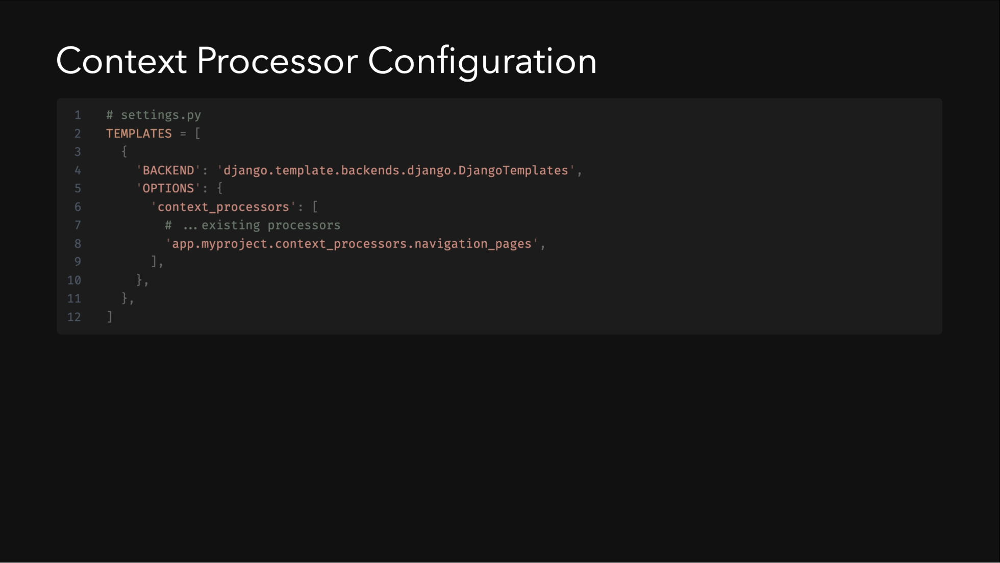 Context Processor Configuration
1 # settings.py
2 TEMPLATES = [
3 {
4 'BACKEND': 'django.template.backends.django.DjangoTemplates',
5 'OPTIONS': {
6 'context_processors': [
7 # ...existing processors
8 'app.myproject.context_processors.navigation_pages',
9 ],
10 },
11 },
12 ]